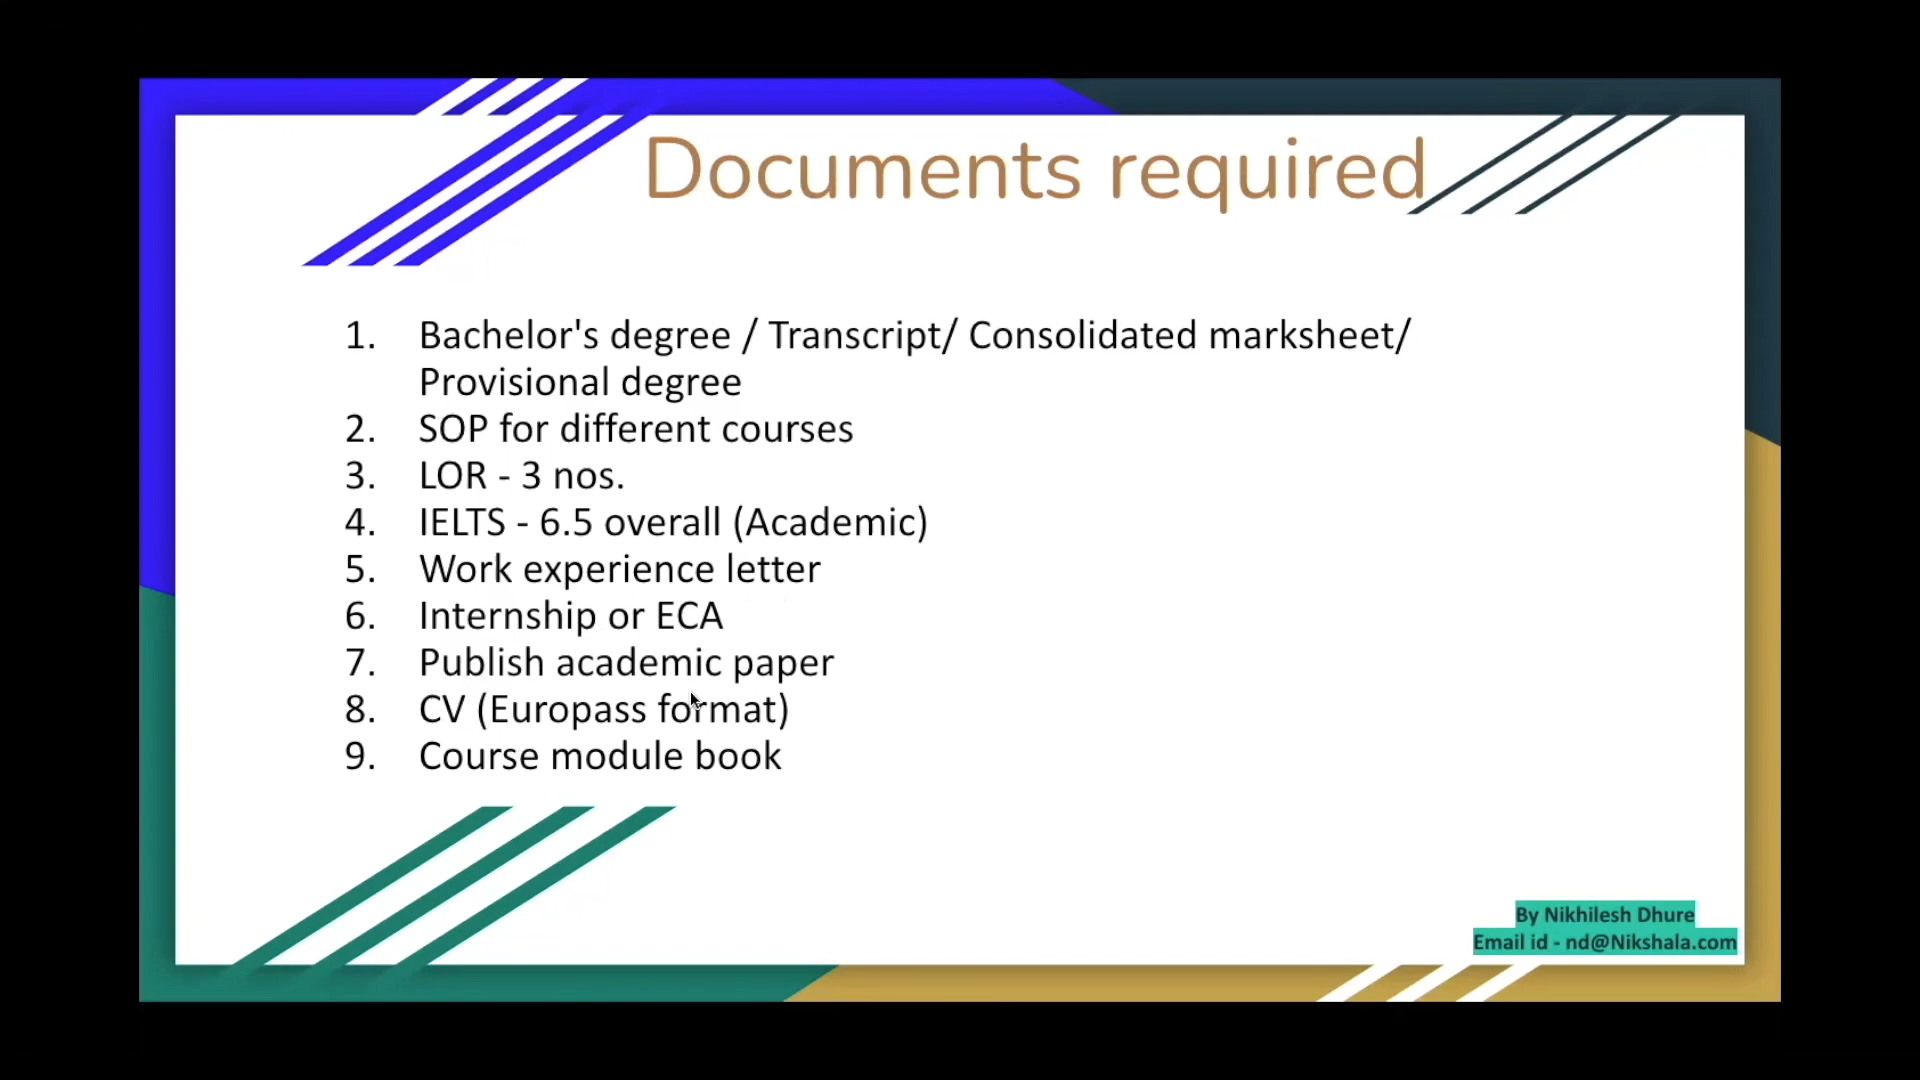 Documents required
1. Bachelor's degree / Transcript/ Consolidated marksheet/
Provisional degree
2. SOP for different courses
3. LOR - 3 nos.
4. IELTS - 6.5 overall (Academic)
5. Work experience letter
6. Internship or ECA
7. Publish academic paper
8. CV (Europass format)
9. Course module book
By Nikhilesh Dhure
Email id - nd@Nikshala.com